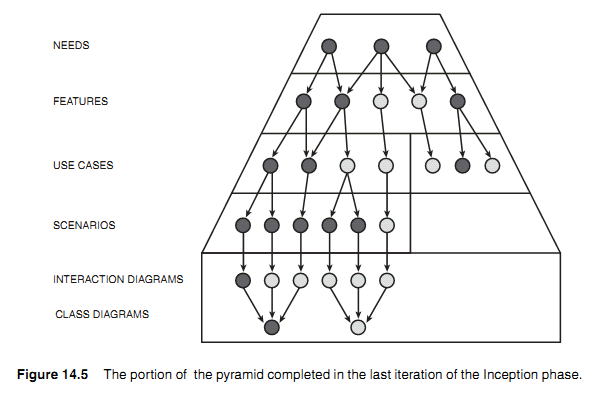 NEEDS
FEATURES
USE CASES
SCENARIOS
INTERACTION DIAGRAMS
CLASS DIAGRAMS
Figure 14.5 The portion of the pyramid completed in the last iteration of the Inception phase.